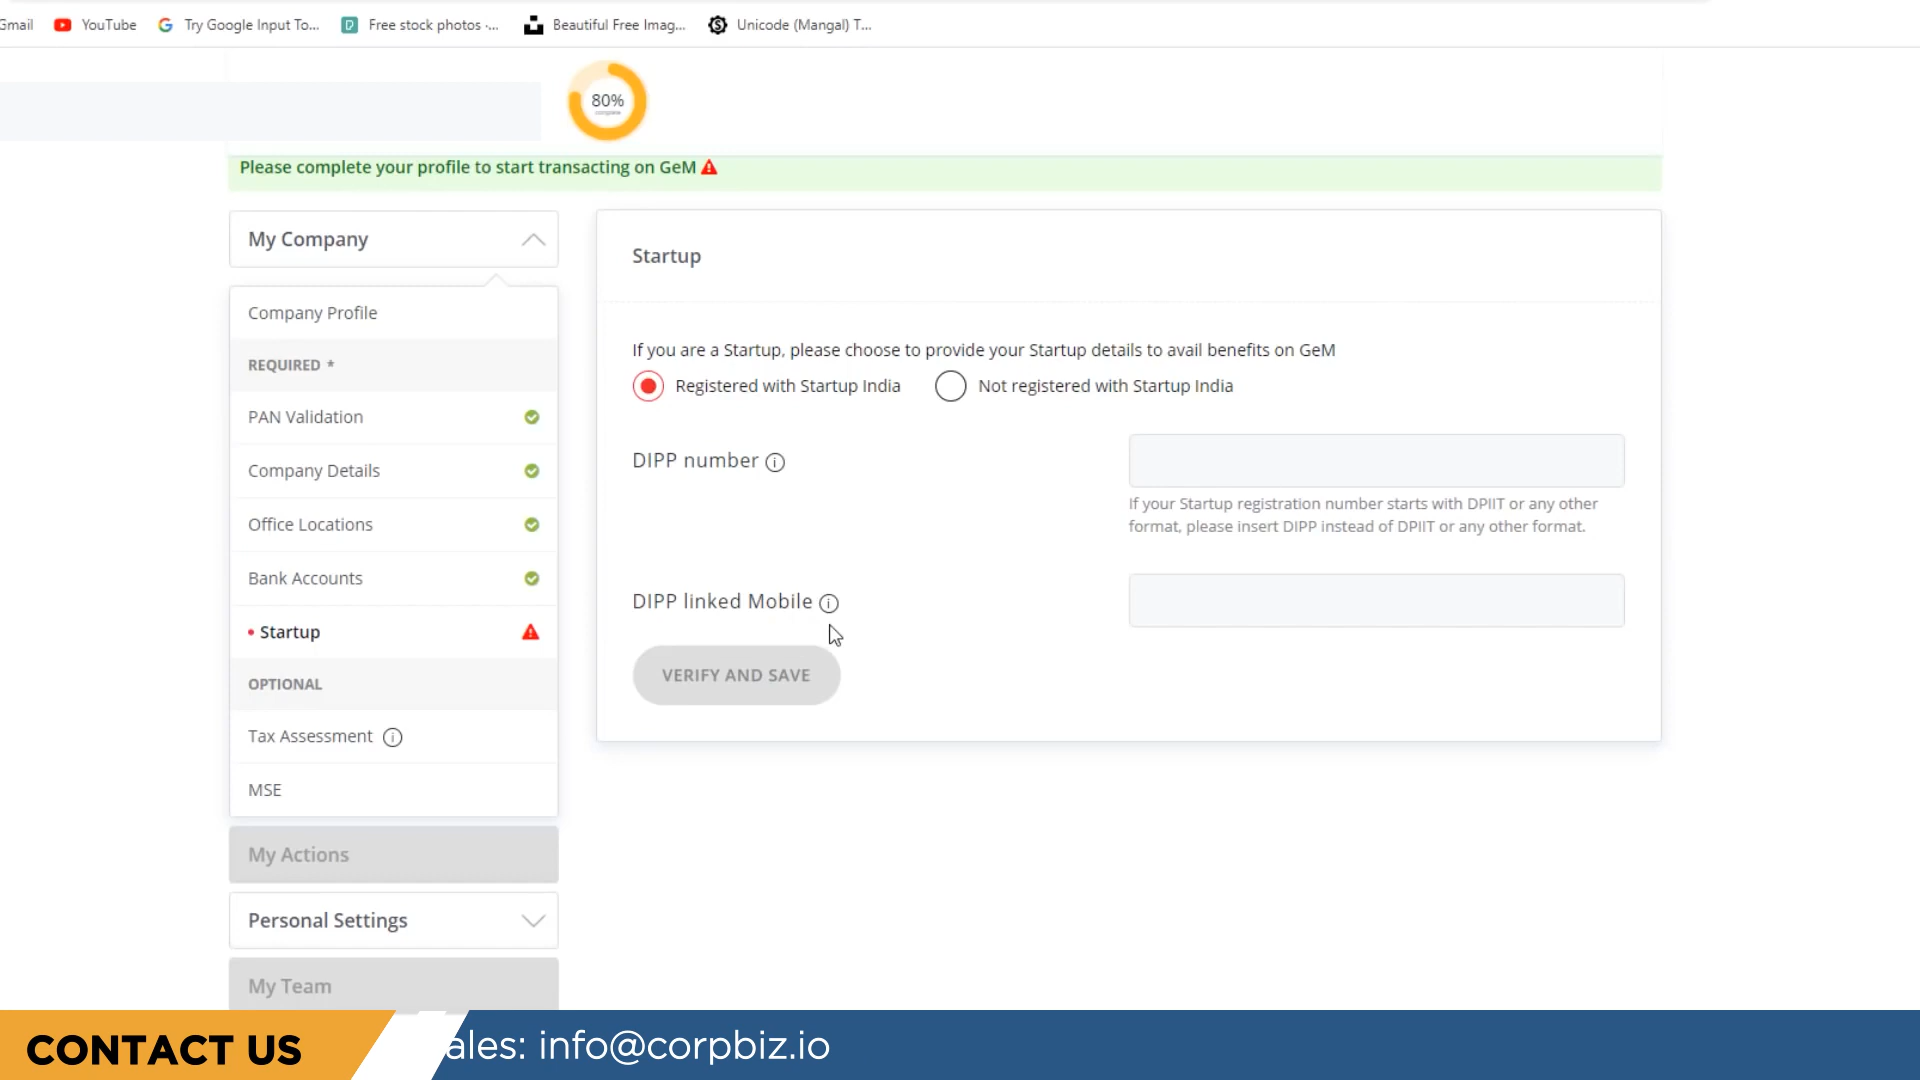 Gmail YouTube Try Google Input To... Free stock photos ·... Beautiful Free Imag... Unicode (Mangal) T...
80%
complete
Please complete your profile to start transacting on GeM
My Company
Company Profile
REQUIRED *
PAN Validation
Company Details
Office Locations
Bank Accounts
• Startup
OPTIONAL
Tax Assessment
MSE
My Actions
Personal Settings
My Team
Startup
If you are a Startup, please choose to provide your Startup details to avail benefits on GeM
Registered with Startup India Not registered with Startup India
DIPP number
If your Startup registration number starts with DPIIT or any other
format, please insert DIPP instead of DPIIT or any other format.
DIPP linked Mobile
VERIFY AND SAVE
CONTACT US
ales: info@corpbiz.io